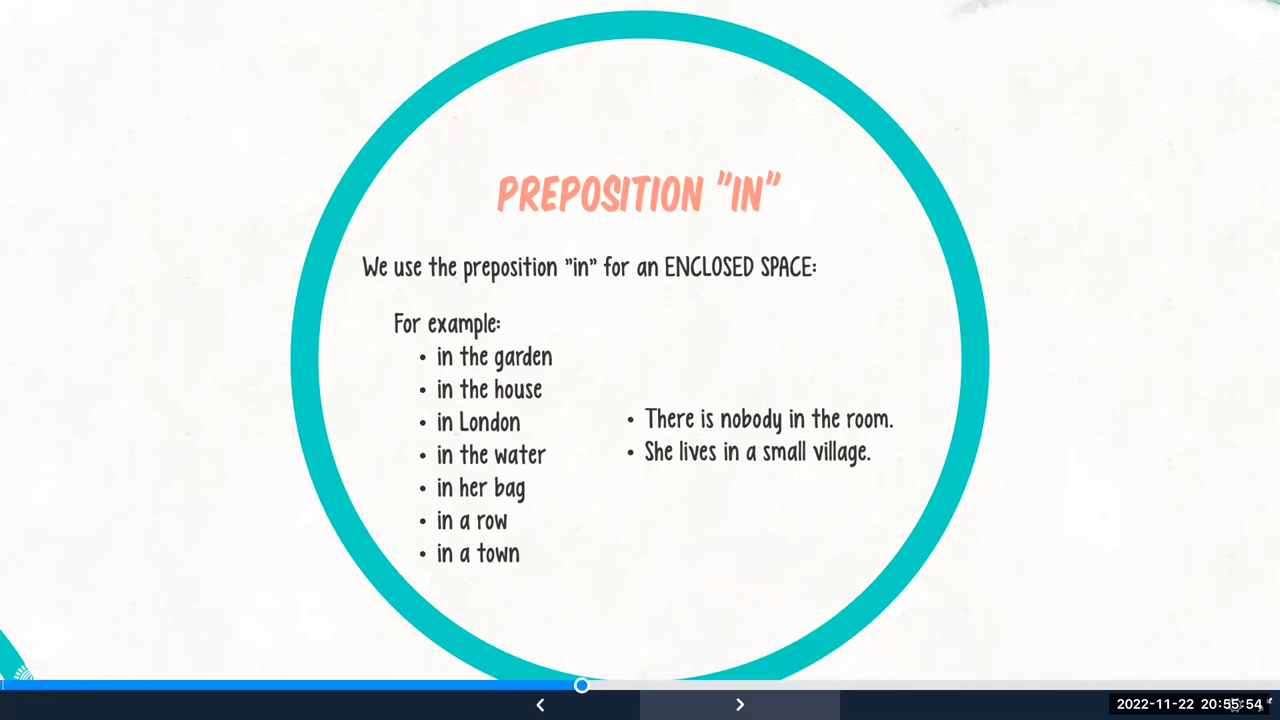 PREPOSITION "IN"
We use the preposition "in" for an ENCLOSED SPACE:
For example:
• in the garden
• in the house
• in London
• in the water
• in her bag
• in a row
• in a town
• There is nobody in the room.
• She lives in a small village.
2022-11-22 20:55:54